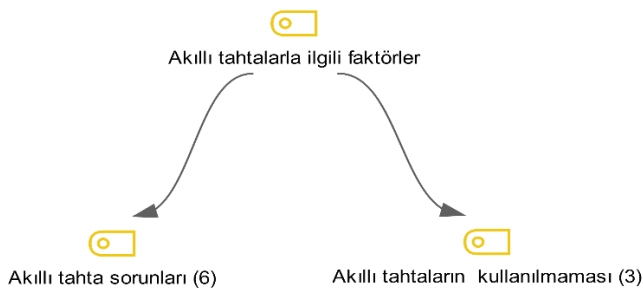 Akıllı tahtalarla ilgili faktörler
Akıllı tahta sorunları (6)
Akıllı tahtaların kullanılmaması (3)